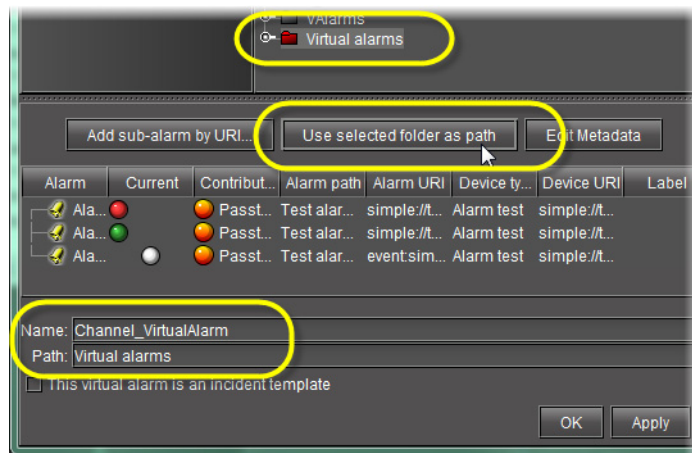 VAlarms
Virtual alarms
Add sub-alarm by URI... Use selected folder as path Edit Metadata
Alarm Current Contribut... Alarm path Alarm URI Device ty... Device URI Label
Ala... Passt... Test alar... simple://t... Alarm test simple://t...
Ala... Passt... Test alar... simple://t... Alarm test simple://t...
Ala... Passt... Test alar... event:sim... Alarm test simple://t...
Name: Channel_VirtualAlarm
Path: Virtual alarms
This virtual alarm is an incident template
OK Apply